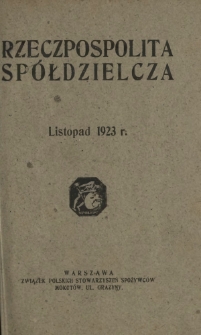 RZECZPOSPOLITA
SPÓŁDZIELCZA
Listopad 1923 r.
WARSZAWA
ZWIĄZEK POLSKICH STOWARZYSZEŃ SPOŻYWCÓW
MOKOTÓW, UL. GRAŻYNY